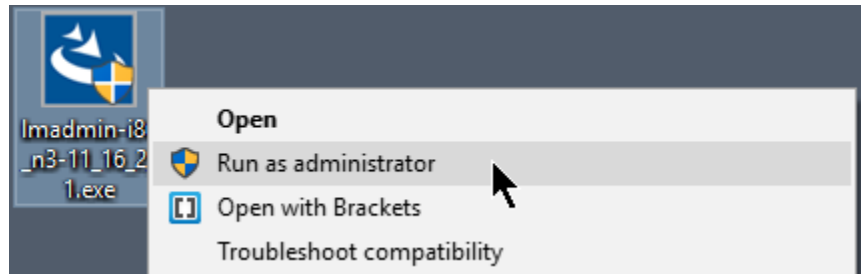 lmadmin-i8
_n3-11_16_2
1.exe
Open
Run as administrator
Open with Brackets
Troubleshoot compatibility